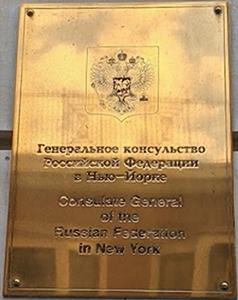 Генеральное консульство
Российской Федерации
в Нью-Йорке
Consulate General
of the
Russian Federation
in New York